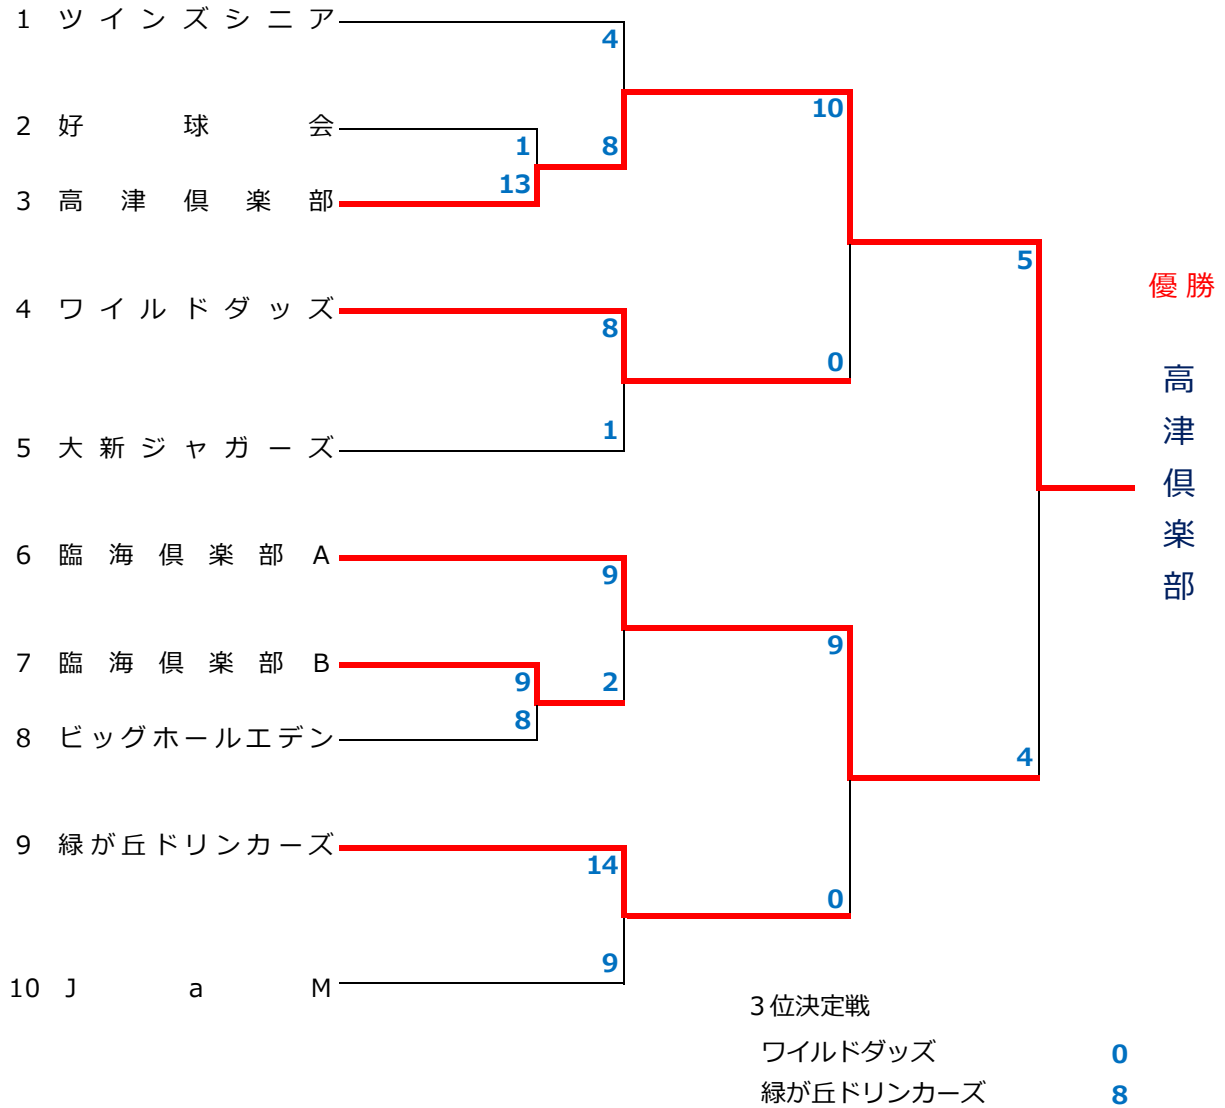 1 ツインズシニア
4
10
2 好球会
1
8
13
3 高津倶楽部
5
優勝
4 ワイルドダッズ
8
0
高津倶楽部
1
5 大新ジャガーズ
6 臨海倶楽部A
9
9
7 臨海倶楽部B
9
2
8
8 ビッグホールエデン
4
9 緑が丘ドリンカーズ
14
0
9
10 JaM
3位決定戦
ワイルドダッズ 0
緑が丘ドリンカーズ 8